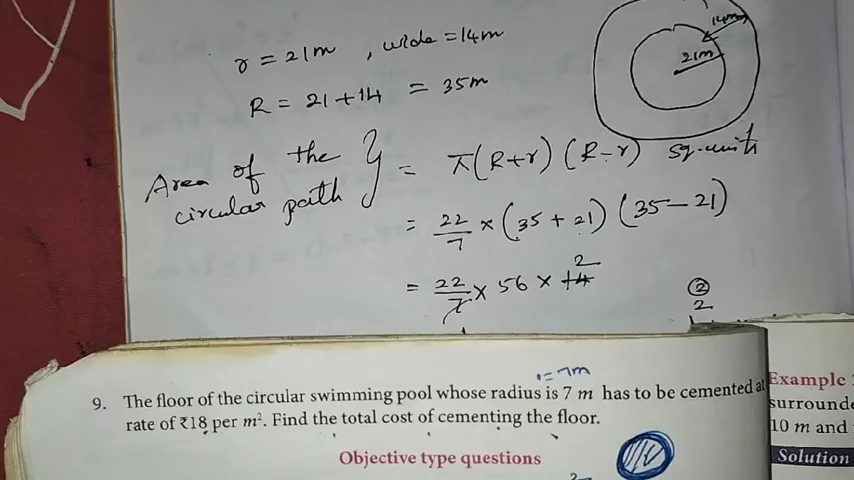 r = 21m , wide = 14m
R = 21 + 14 = 35m
14m
21m
Area of the circular path } = π(R+r) (R-r) sq.units
= 22/7 × (35 + 21) (35 - 21)
= 22/7 × 56 × 14
2
2
2
r = 7m
9. The floor of the circular swimming pool whose radius is 7 m has to be cemented at
rate of ₹18 per m². Find the total cost of cementing the floor.
Objective type questions
Example
surrounde
10 m and
Solution